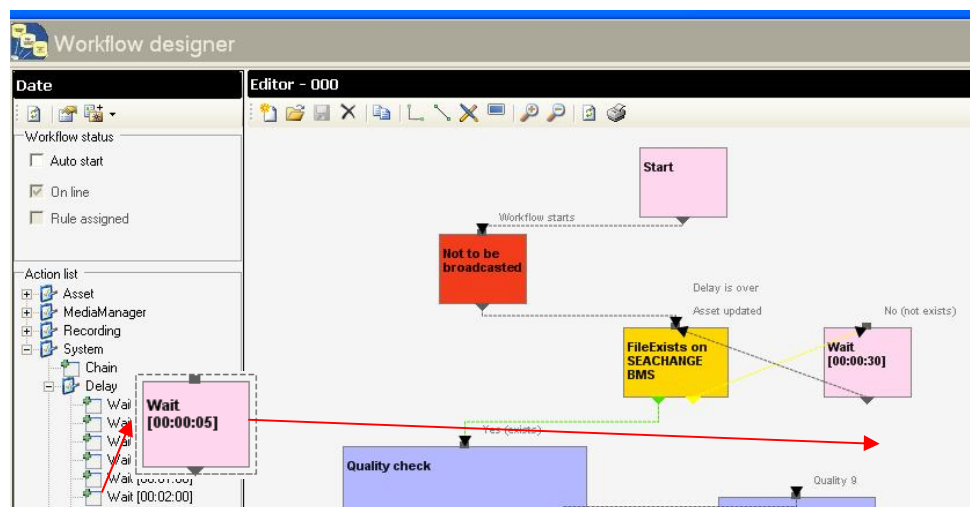 Workflow designer
Date
Editor - 000
Workflow status
Auto start
On line
Rule assigned
Action list
Asset
MediaManager
Recording
System
Chain
Delay
Wait
[00:00:05]
Wait [00:02:00]
Start
Workflow starts
Not to be
broadcasted
Delay is over
Asset updated
No (not exists)
FileExists on
SEACHANGE
BMS
Wait
[00:00:30]
Yes (exists)
Quality check
Quality 9